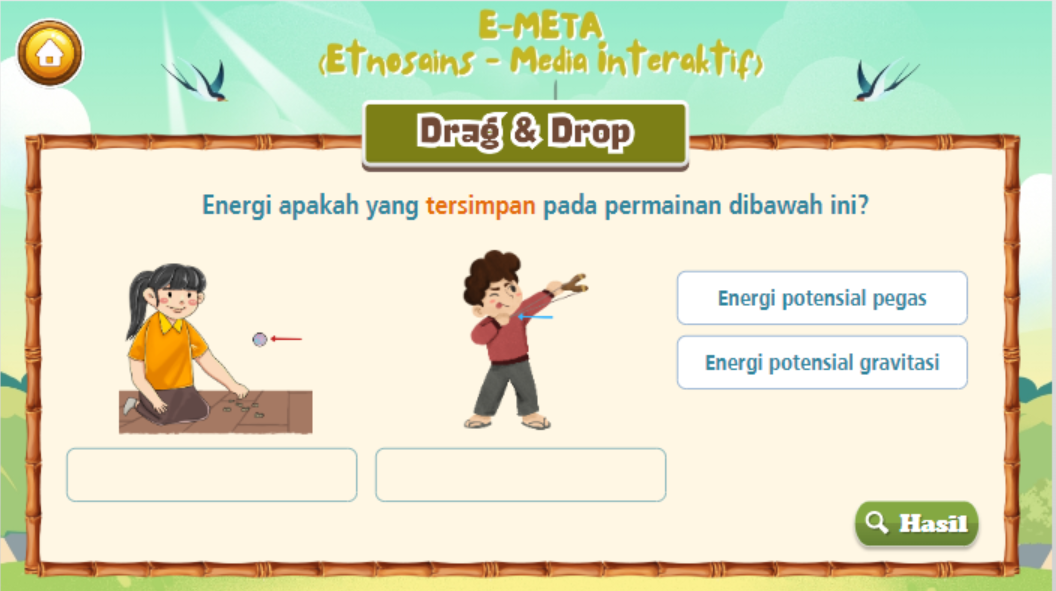 E-META
(Etnosains - Media interaktif)
Drag & Drop
Energi apakah yang tersimpan pada permainan dibawah ini?
Energi potensial pegas
Energi potensial gravitasi
Hasil